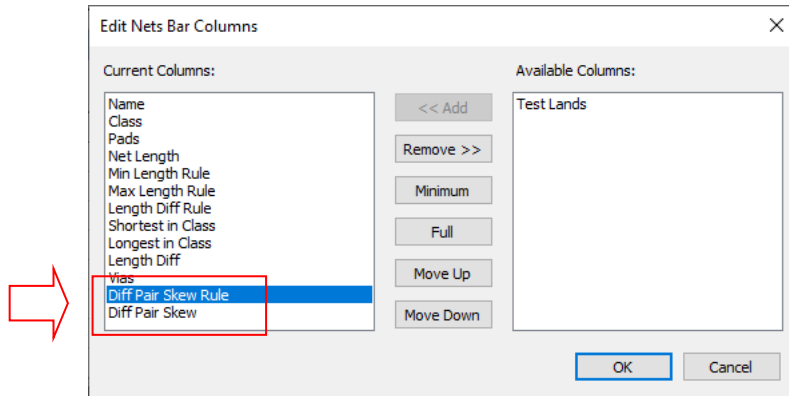 Edit Nets Bar Columns
Current Columns:
Name
Class
Pads
Net Length
Min Length Rule
Max Length Rule
Length Diff Rule
Shortest in Class
Longest in Class
Length Diff
Vias
Diff Pair Skew Rule
Diff Pair Skew
<< Add
Remove >>
Minimum
Full
Move Up
Move Down
Available Columns:
Test Lands
OK
Cancel